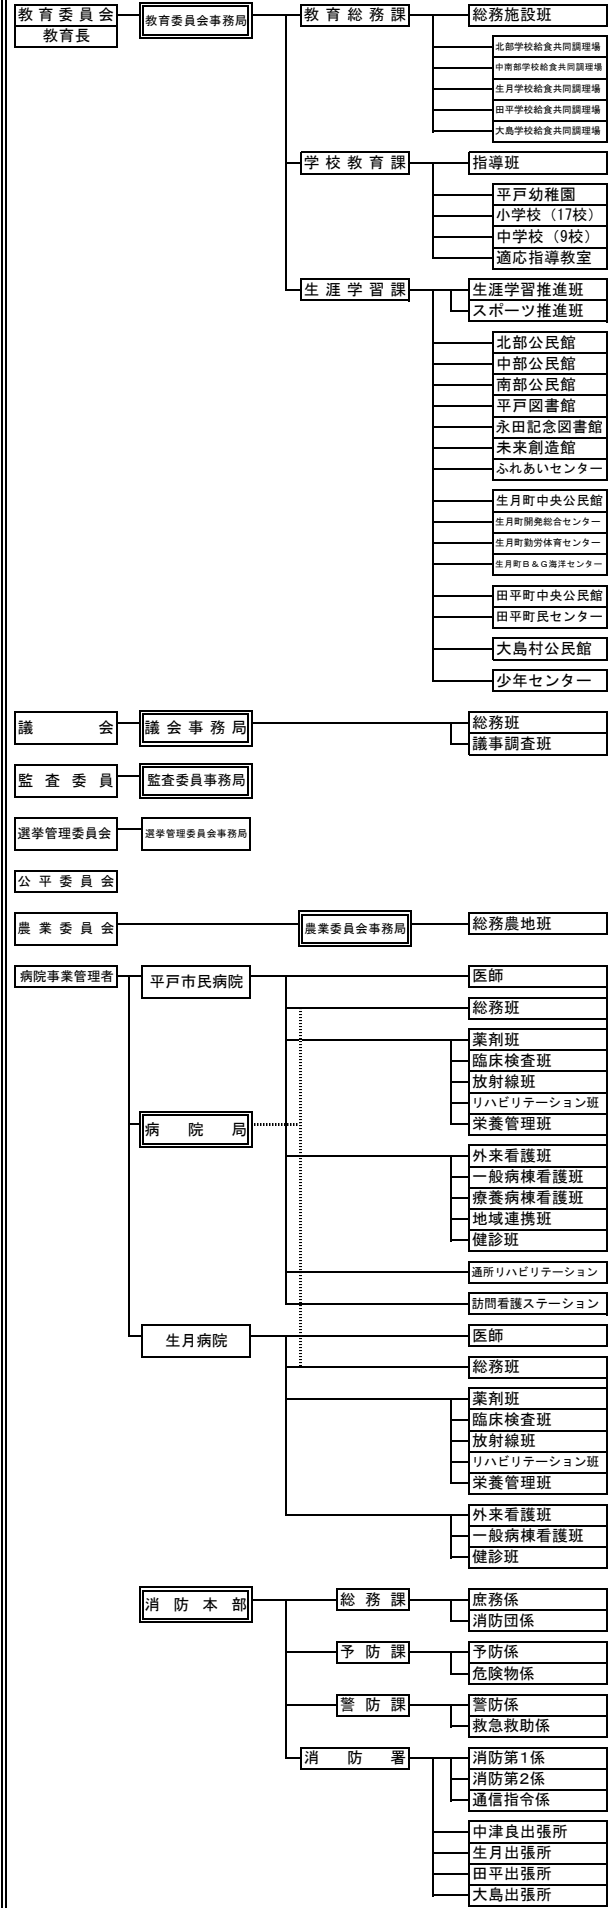 教育委員会 教育委員会事務局 教育総務課 総務施設班
教育長
北部学校給食共同調理場
中南部学校給食共同調理場
生月学校給食共同調理場
田平学校給食共同調理場
大島学校給食共同調理場
学校教育課 指導班
平戸幼稚園
小学校（17校）
中学校（9校）
適応指導教室
生涯学習課 生涯学習推進班
スポーツ推進班
北部公民館
中部公民館
南部公民館
平戸図書館
永田記念図書館
未来創造館
ふれあいセンター
生月町中央公民館
生月町開発総合センター
生月町勤労体育センター
生月町B＆G海洋センター
田平町中央公民館
田平町民センター
大島村公民館
少年センター
議会 議会事務局 総務班
議事調査班
監査委員 監査委員事務局
選挙管理委員会 選挙管理委員会事務局
公平委員会
農業委員会 農業委員会事務局 総務農地班
病院事業管理者 平戸市民病院 医師
総務班
薬剤班
臨床検査班
放射線班
リハビリテーション班
栄養管理班
病院局
外来看護班
一般病棟看護班
療養病棟看護班
地域連携班
健診班
通所リハビリテーション
訪問看護ステーション
生月病院 医師
総務班
薬剤班
臨床検査班
放射線班
リハビリテーション班
栄養管理班
外来看護班
一般病棟看護班
健診班
消防本部 総務課 庶務係
消防団係
予防課 予防係
危険物係
警防課 警防係
救急救助係
消防署 消防第1係
消防第2係
通信指令係
中津良出張所
生月出張所
田平出張所
大島出張所